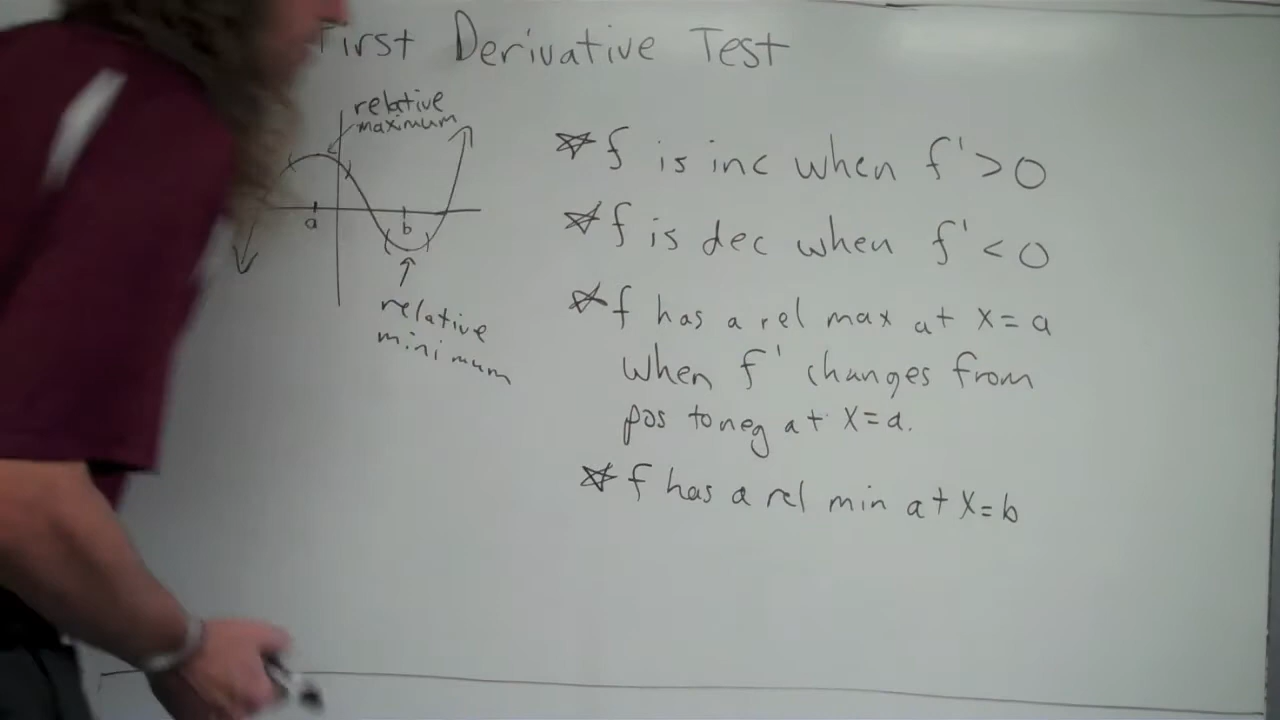 First Derivative Test
relative
maximum
a
b
relative
minimum
☆ f is inc when f' > 0
☆ f is dec when f' < 0
☆ f has a rel max at x = a
when f' changes from
pos to neg at x = a.
☆ f has a rel min at x = b